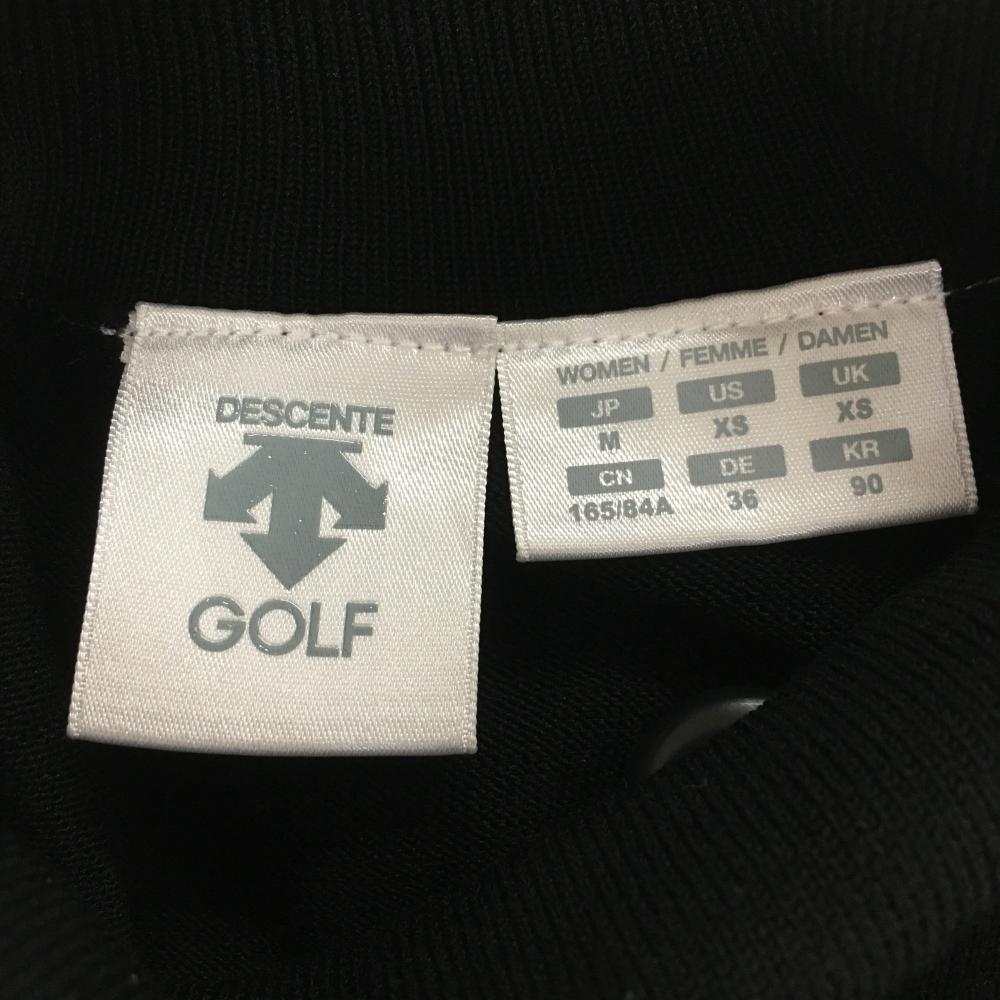 DESCENTE
GOLF
WOMEN / FEMME / DAMEN
JP US UK
M XS XS
CN DE KR
165/84A 36 90